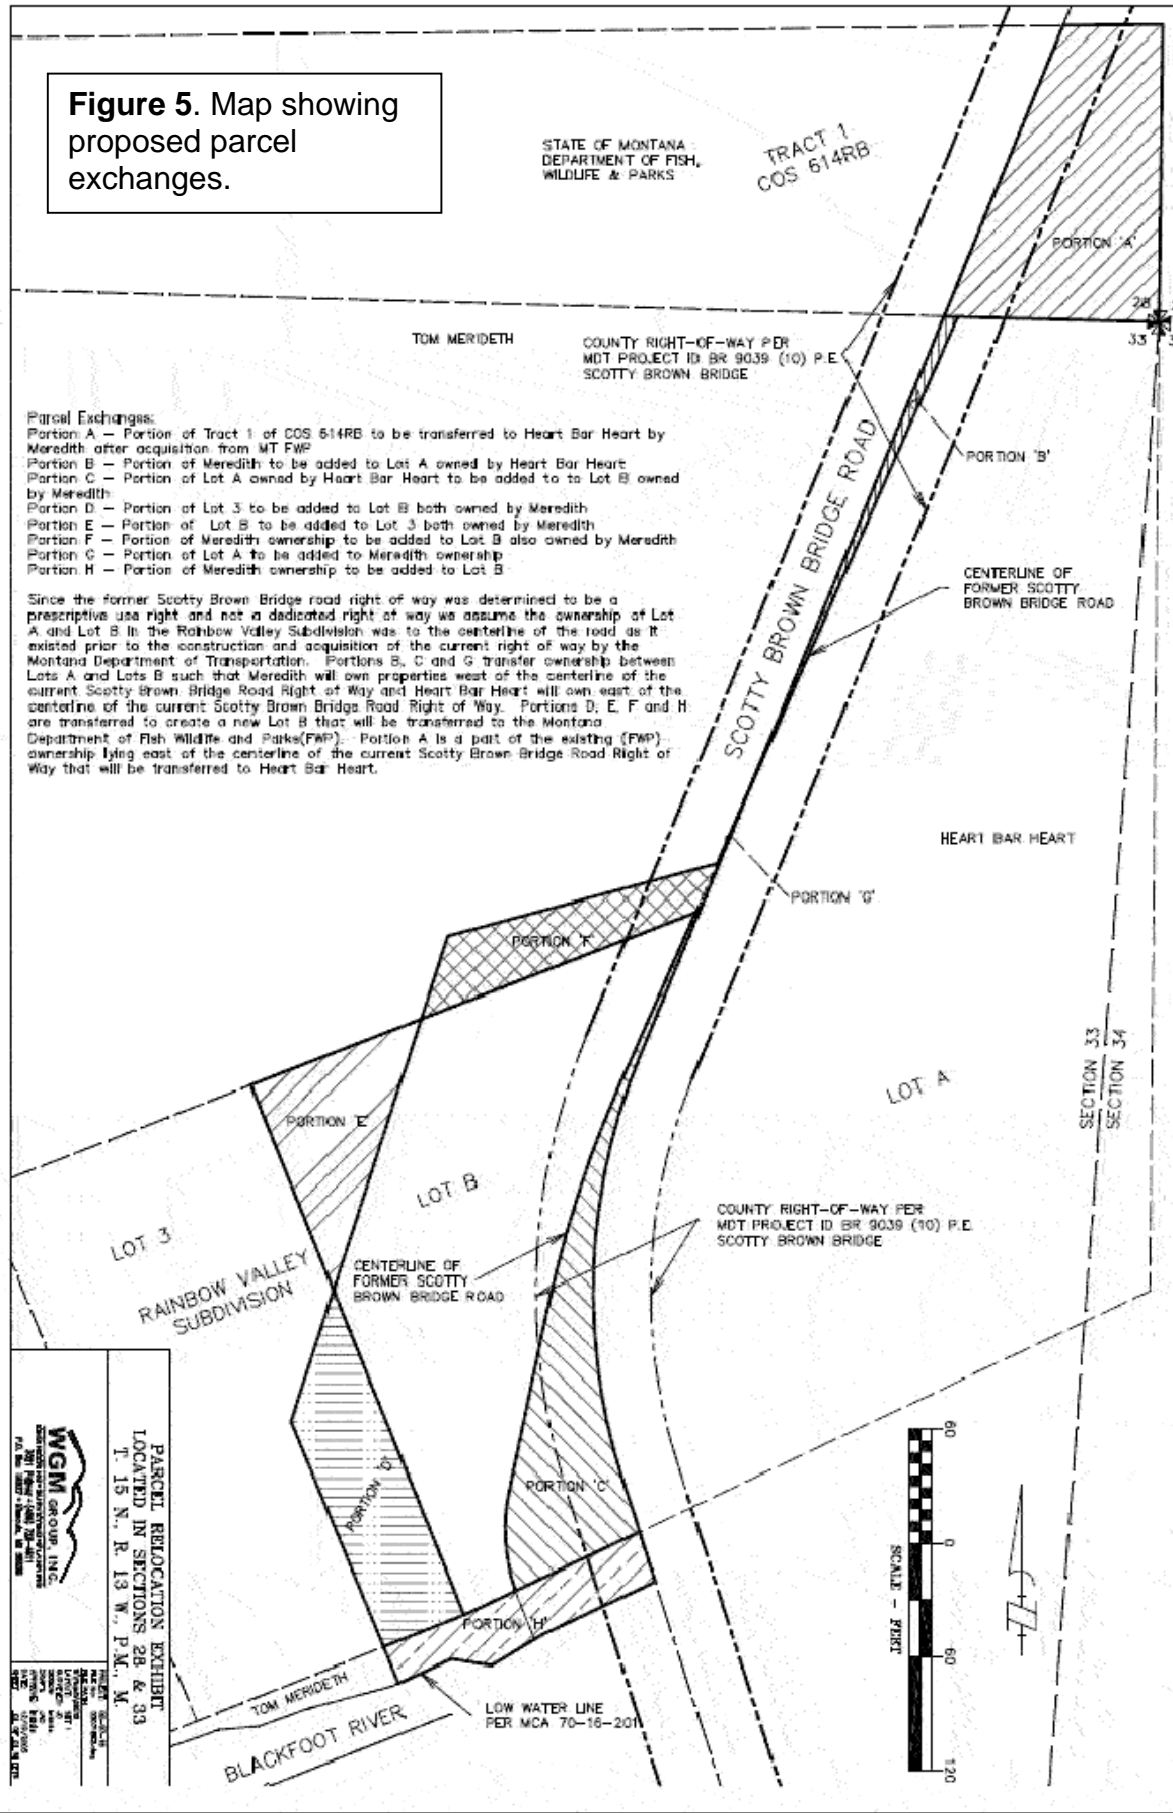 Figure 5. Map showing
proposed parcel
exchanges.
STATE OF MONTANA
DEPARTMENT OF FISH,
WILDLIFE & PARKS
TRACT 1
COS 614RB
PORTION 'A'
28
33
TOM MERIDETH
COUNTY RIGHT-OF-WAY PER
MDT PROJECT ID BR 9039 (10) P.E.
SCOTTY BROWN BRIDGE
PORTION 'B'
SCOTTY BROWN BRIDGE ROAD
CENTERLINE OF
FORMER SCOTTY
BROWN BRIDGE ROAD
Parcel Exchanges:
Portion A – Portion of Tract 1 of COS 614RB to be transferred to Heart Bar Heart by
Meredith after acquisition from MT FWP
Portion B – Portion of Meredith to be added to Lot A owned by Heart Bar Heart
Portion C – Portion of Lot A owned by Heart Bar Heart to be added to to Lot B owned
by Meredith
Portion D – Portion of Lot 3 to be added to Lot B both owned by Meredith
Portion E – Portion of Lot B to be added to Lot 3 both owned by Meredith
Portion F – Portion of Meredith ownership to be added to Lot B also owned by Meredith
Portion G – Portion of Lot A to be added to Meredith ownership
Portion H – Portion of Meredith ownership to be added to Lot B
Since the former Scotty Brown Bridge road right of way was determined to be a
prescriptive use right and not a dedicated right of way we assume the ownership of Lot
A and Lot B in the Rainbow Valley Subdivision was to the centerline of the road as it
existed prior to the construction and acquisition of the current right of way by the
Montana Department of Transportation. Portions B, C and G transfer ownership between
Lots A and Lots B such that Meredith will own properties west of the centerline of the
current Scotty Brown Bridge Road Right of Way and Heart Bar Heart will own east of the
centerline of the current Scotty Brown Bridge Road Right of Way. Portions D, E, F and H
are transferred to create a new Lot B that will be transferred to the Montana
Department of Fish Wildlife and Parks(FWP). Portion A is a part of the existing (FWP)
ownership lying east of the centerline of the current Scotty Brown Bridge Road Right of
Way that will be transferred to Heart Bar Heart.
HEART BAR HEART
PORTION 'G'
PORTION 'F'
SECTION 33
SECTION 34
LOT A
PORTION 'E'
LOT B
LOT 3
RAINBOW VALLEY
SUBDIVISION
CENTERLINE OF
FORMER SCOTTY
BROWN BRIDGE ROAD
COUNTY RIGHT-OF-WAY PER
MDT PROJECT ID BR 9039 (10) P.E.
SCOTTY BROWN BRIDGE
PORTION 'D'
PORTION 'C'
PORTION 'H'
TOM MERIDETH
BLACKFOOT RIVER
LOW WATER LINE
PER MCA 70-16-201
60
0
60
120
SCALE - FEET
PARCEL RELOCATION EXHIBIT
LOCATED IN SECTIONS 28 & 33
T. 15 N., R. 13 W., P.M., M.
WGM GROUP, INC.